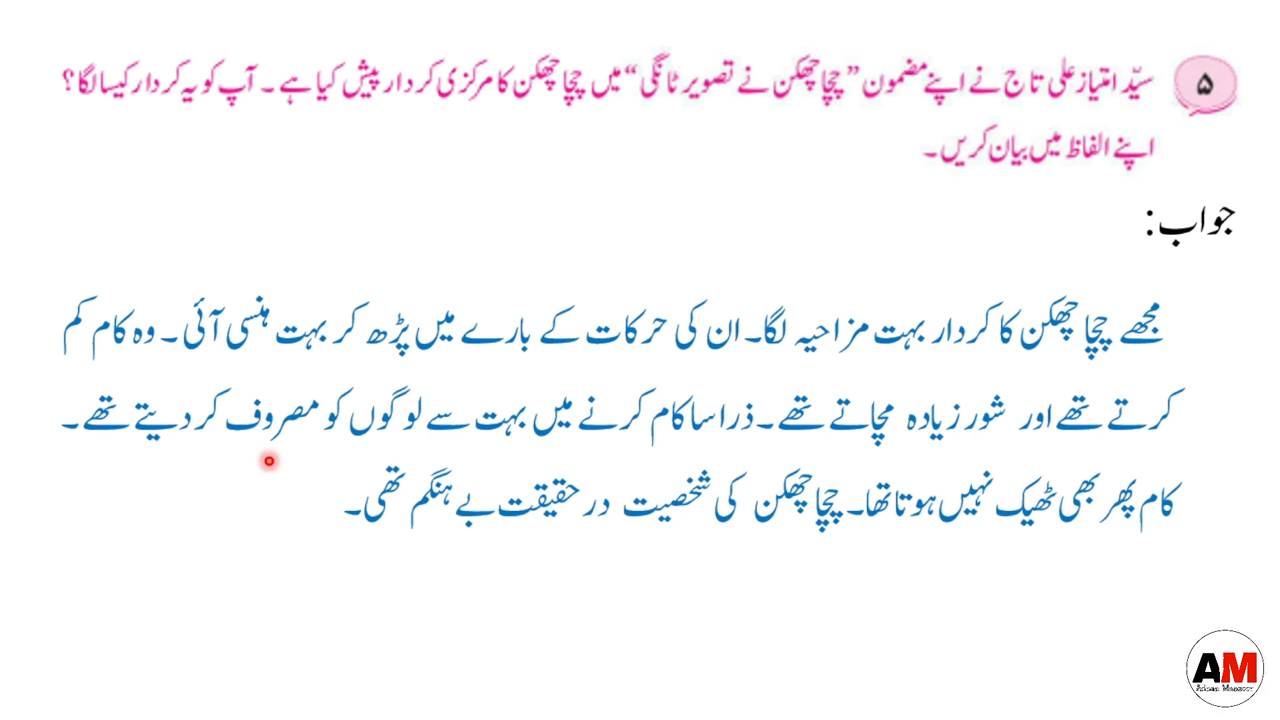 ۵
سیّد امتیاز علی تاج نے اپنے مضمون ”چچا چھکن نے تصویر ٹانگی“ میں چچا چھکن کا مرکزی کردار پیش کیا ہے ۔ آپ کو یہ کردار کیسا لگا؟
اپنے الفاظ میں بیان کریں ۔
جواب:
مجھے چچا چھکن کا کردار بہت مزاحیہ لگا۔ ان کی حرکات کے بارے میں پڑھ کر بہت ہنسی آئی ۔ وہ کام کم
کرتے تھے اور شور زیادہ مچاتے تھے ۔ ذرا سا کام کرنے میں بہت سے لوگوں کو مصروف کر دیتے تھے ۔
کام پھر بھی ٹھیک نہیں ہوتا تھا۔ چچا چھکن کی شخصیت در حقیقت بے ہنگم تھی۔
AM